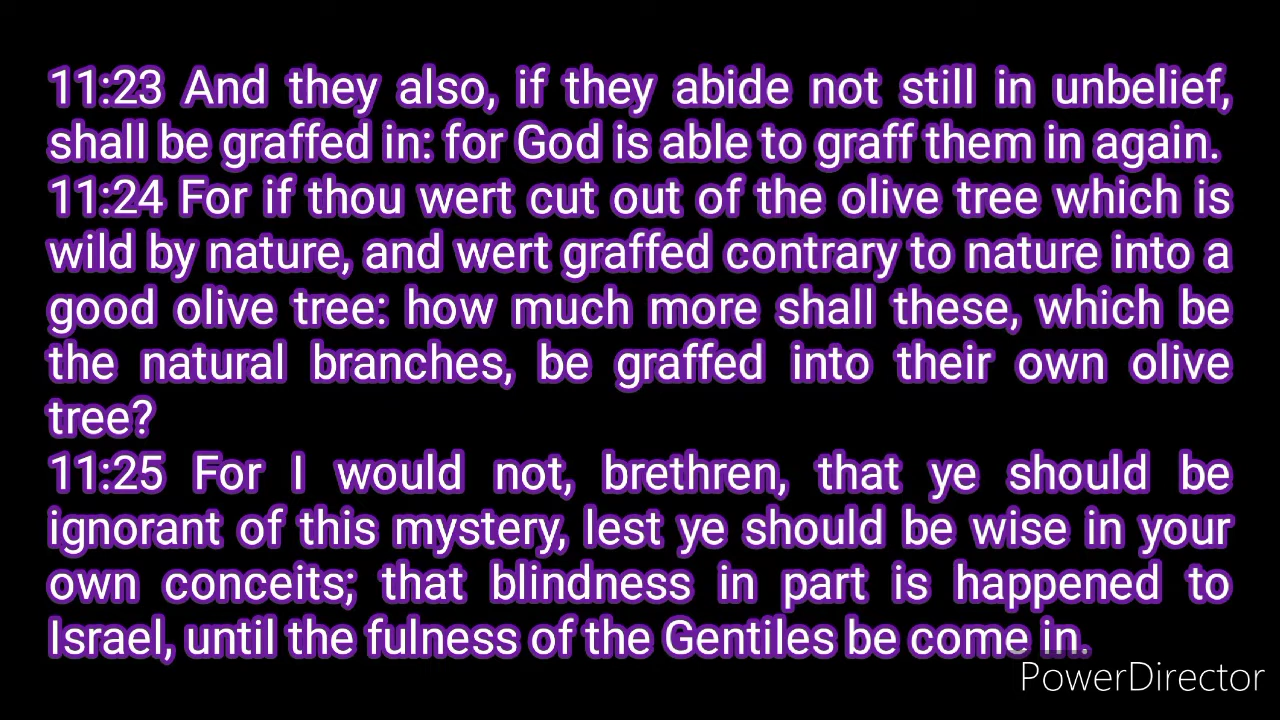 11:23 And they also, if they abide not still in unbelief,
shall be graffed in: for God is able to graff them in again.
11:24 For if thou wert cut out of the olive tree which is
wild by nature, and wert graffed contrary to nature into a
good olive tree: how much more shall these, which be
the natural branches, be graffed into their own olive
tree?
11:25 For I would not, brethren, that ye should be
ignorant of this mystery, lest ye should be wise in your
own conceits; that blindness in part is happened to
Israel, until the fulness of the Gentiles be come in.
PowerDirector